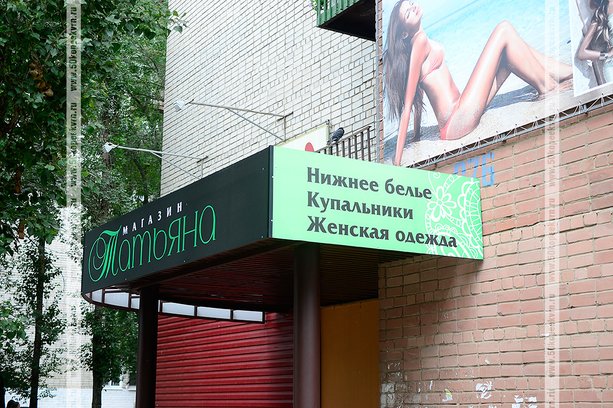 МАГАЗИН
Татьяна
Нижнее белье
Купальники
Женская одежда